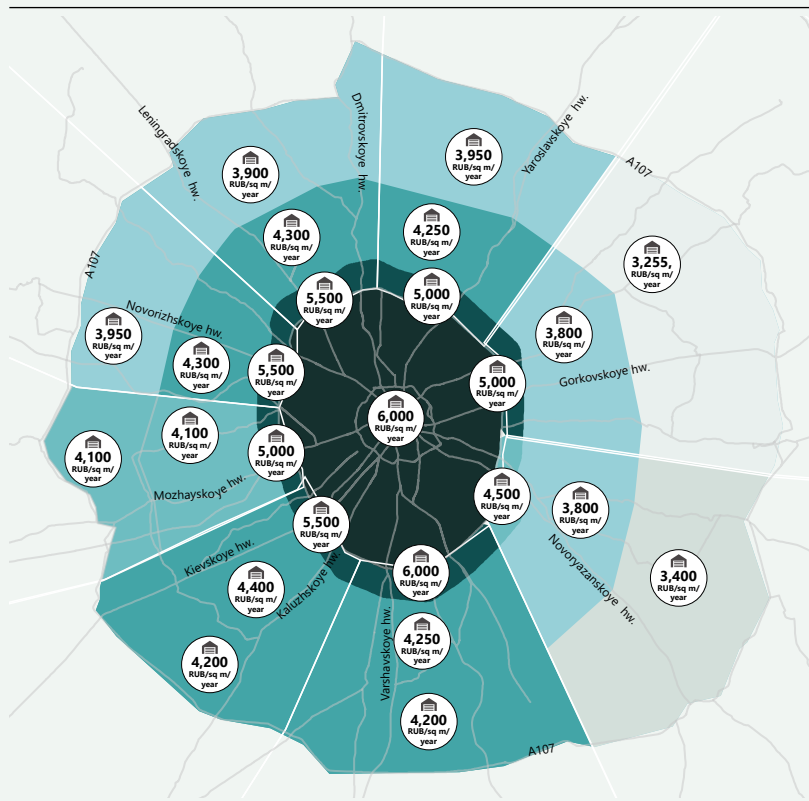 Dmitrovskoye hw.
Leningradskoye hw.
Yaroslavskoye hw.
A107
3,950
RUB/sq m/
year
3,900
RUB/sq m/
year
4,300
RUB/sq m/
year
4,250
RUB/sq m/
year
3,255,
RUB/sq m/
year
A107
5,500
RUB/sq m/
year
5,000
RUB/sq m/
year
Novorizhskoye hw.
3,950
RUB/sq m/
year
3,800
RUB/sq m/
year
4,300
RUB/sq m/
year
5,500
RUB/sq m/
year
5,000
RUB/sq m/
year
Gorkovskoye hw.
6,000
RUB/sq m/
year
4,100
RUB/sq m/
year
4,100
RUB/sq m/
year
5,000
RUB/sq m/
year
Mozhayskoye hw.
4,500
RUB/sq m/
year
3,800
RUB/sq m/
year
5,500
RUB/sq m/
year
Kievskoye hw.
Kaluzhskoye hw.
6,000
RUB/sq m/
year
Novoryazanskoye hw.
3,400
RUB/sq m/
year
4,400
RUB/sq m/
year
Varshavskoye hw.
4,250
RUB/sq m/
year
4,200
RUB/sq m/
year
4,200
RUB/sq m/
year
A107